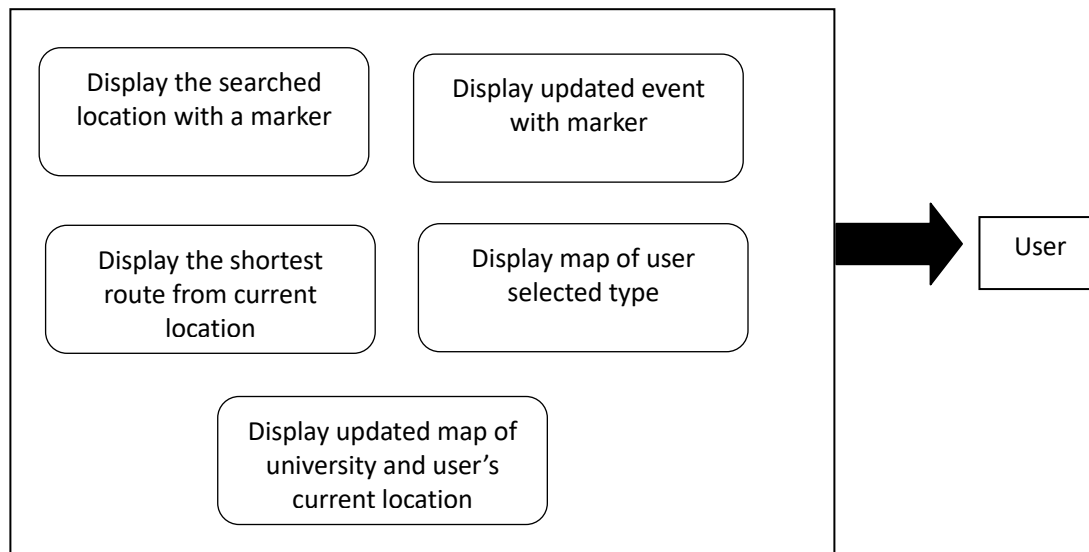 Display the searched
location with a marker
Display updated event
with marker
Display the shortest
route from current
location
Display map of user
selected type
User
Display updated map of
university and user’s
current location